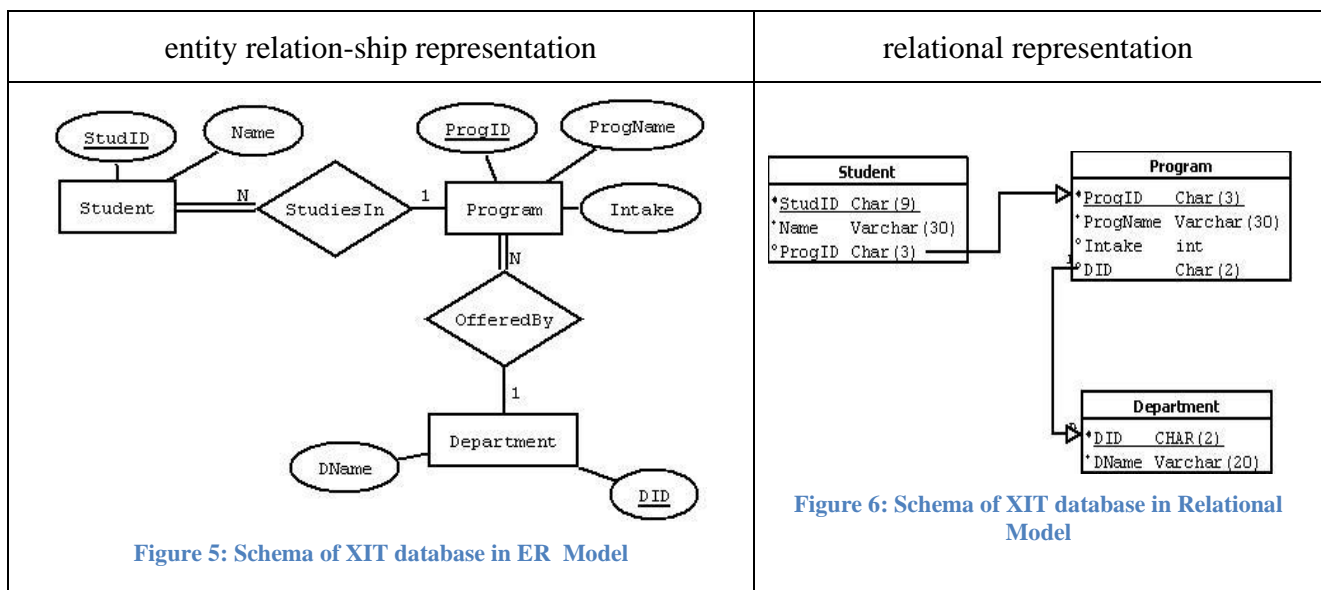 entity relation-ship representation
relational representation
StudID
Name
ProgID
ProgName
Student
N
StudiesIn
1
Program
Intake
N
OfferedBy
1
Department
DName
DID
Figure 5: Schema of XIT database in ER Model
Student
StudID Char(9)
Name Varchar(30)
ProgID Char(3)
Program
ProgID Char(3)
ProgName Varchar(30)
Intake int
DID Char(2)
Department
DID CHAR(2)
DName Varchar(20)
Figure 6: Schema of XIT database in Relational
Model